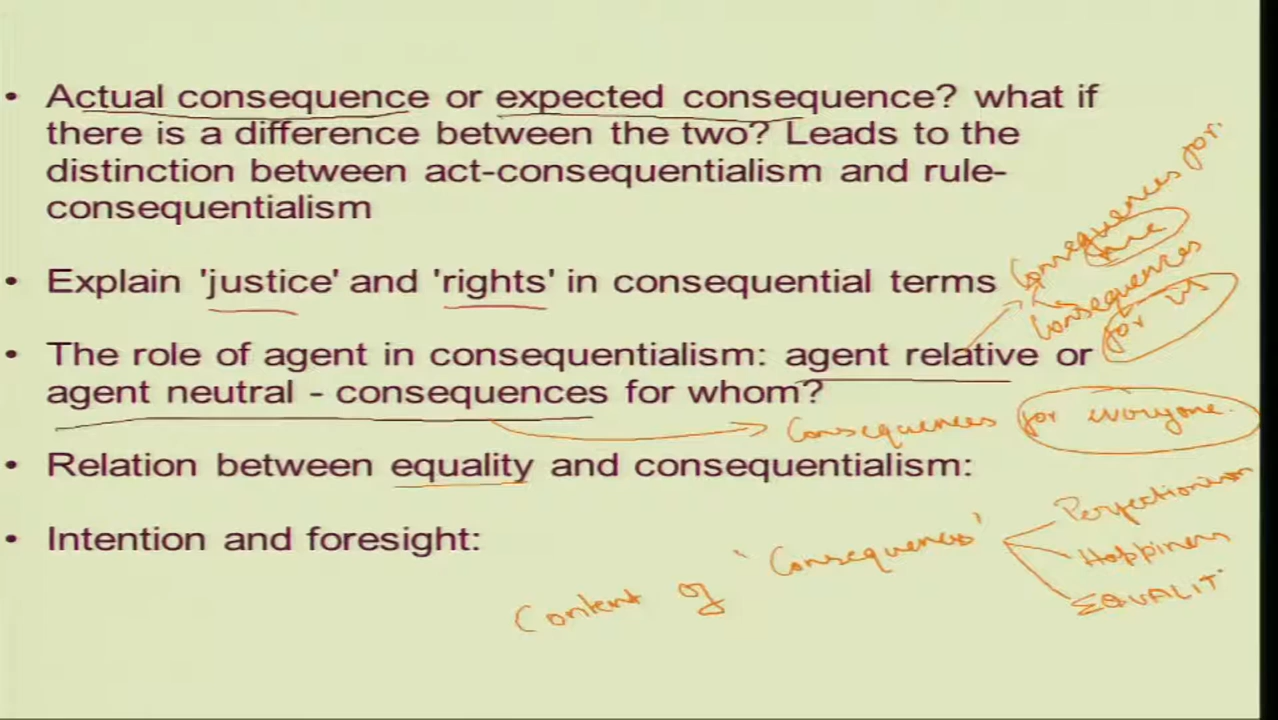 • Actual consequence or expected consequence? what if
there is a difference between the two? Leads to the
distinction between act-consequentialism and rule-
consequentialism
• Explain 'justice' and 'rights' in consequential terms
Consequences for
me
Consequences
for us
• The role of agent in consequentialism: agent relative or
agent neutral - consequences for whom?
Consequences for everyone.
• Relation between equality and consequentialism:
• Intention and foresight:
Content of 'Consequences'
Perfectionism
Happiness
EQUALIT